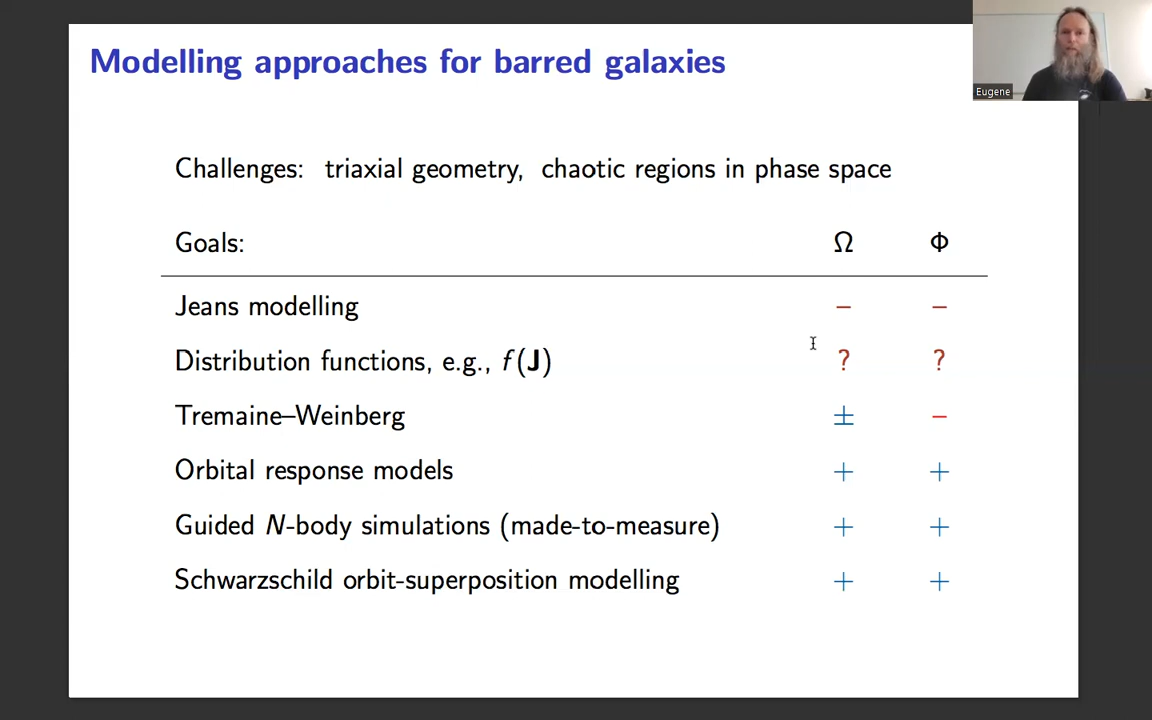 Modelling approaches for barred galaxies
Eugene
Challenges: triaxial geometry, chaotic regions in phase space
Goals: Ω Φ
Jeans modelling − −
Distribution functions, e.g., f(J) ? ?
Tremaine–Weinberg ± −
Orbital response models + +
Guided N-body simulations (made-to-measure) + +
Schwarzschild orbit-superposition modelling + +